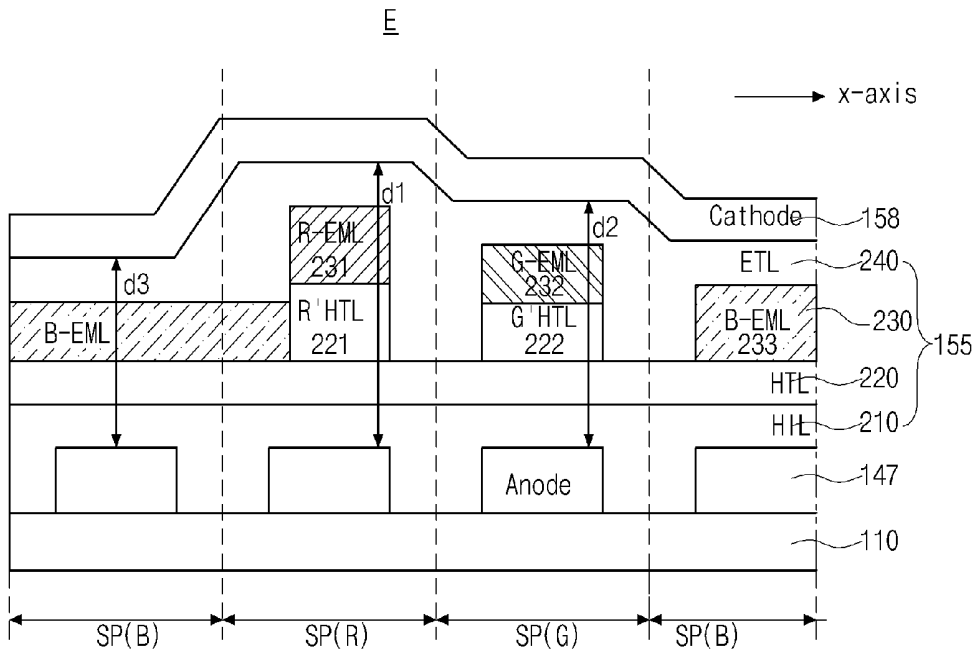 E
x-axis
d1
Cathode 158
R-EML
231
d2
d3
G-EML
232
ETL 240
B-EML
R'HTL
221
G'HTL
222
B-EML
233
230
155
HTL 220
HIL 210
Anode
147
110
SP(B) SP(R) SP(G) SP(B)